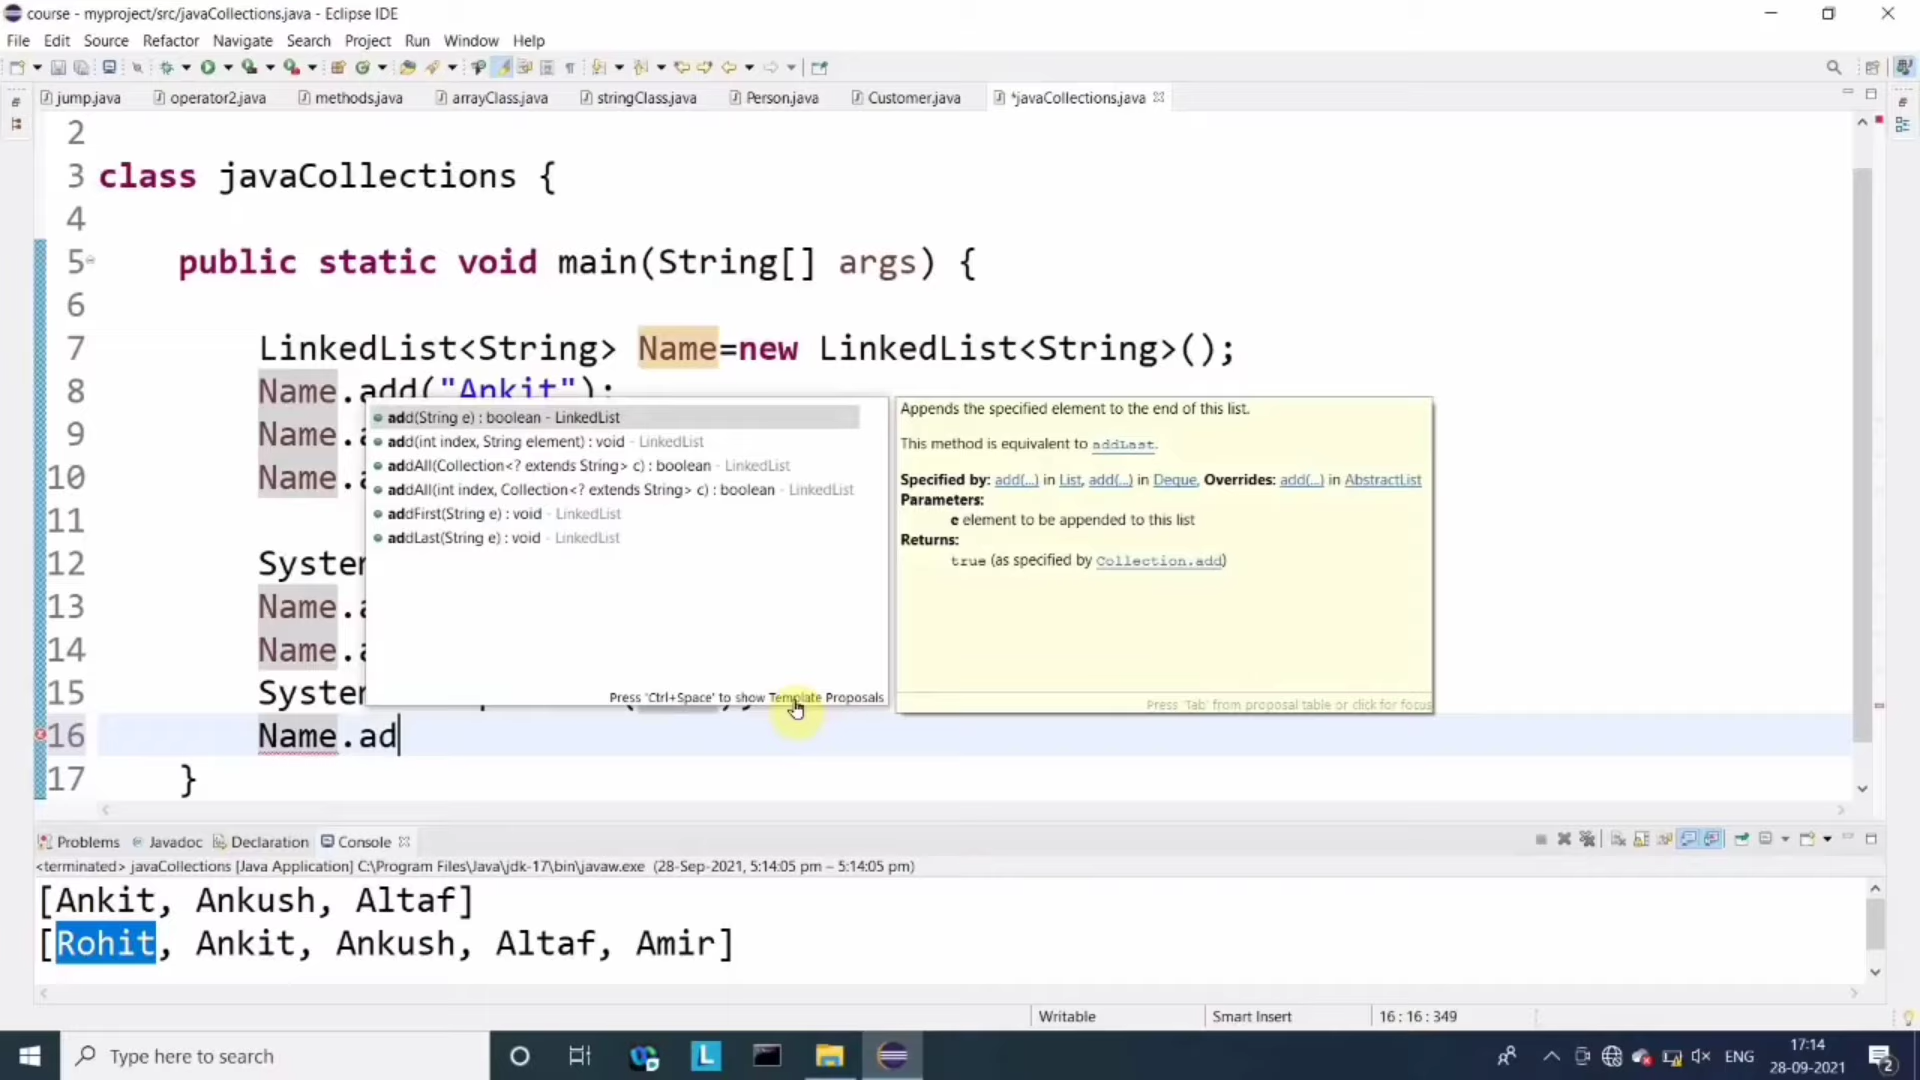 course - myproject/src/javaCollections.java - Eclipse IDE
File Edit Source Refactor Navigate Search Project Run Window Help
jump.java operator2.java methods.java arrayClass.java stringClass.java Person.java Customer.java *javaCollections.java
2
3 class javaCollections {
4
5 public static void main(String[] args) {
6
7 LinkedList<String> Name=new LinkedList<String>();
8 Name.add("Ankit");
9 Name.a
10 Name.a
11
12 System
13 Name.a
14 Name.a
15 System
16 Name.ad
17 }
add(String e) : boolean - LinkedList
add(int index, String element) : void - LinkedList
addAll(Collection<? extends String> c) : boolean - LinkedList
addAll(int index, Collection<? extends String> c) : boolean - LinkedList
addFirst(String e) : void - LinkedList
addLast(String e) : void - LinkedList
Press 'Ctrl+Space' to show Template Proposals
Appends the specified element to the end of this list.
This method is equivalent to addLast.
Specified by: add(...) in List, add(...) in Deque, Overrides: add(...) in AbstractList
Parameters:
e element to be appended to this list
Returns:
true (as specified by Collection.add)
Press 'Tab' from proposal table or click for focus
Problems Javadoc Declaration Console
<terminated> javaCollections [Java Application] C:\Program Files\Java\jdk-17\bin\javaw.exe (28-Sep-2021, 5:14:05 pm – 5:14:05 pm)
[Ankit, Ankush, Altaf]
[Rohit, Ankit, Ankush, Altaf, Amir]
Writable Smart Insert 16 : 16 : 349
Type here to search
L
ENG
17:14
28-09-2021
2